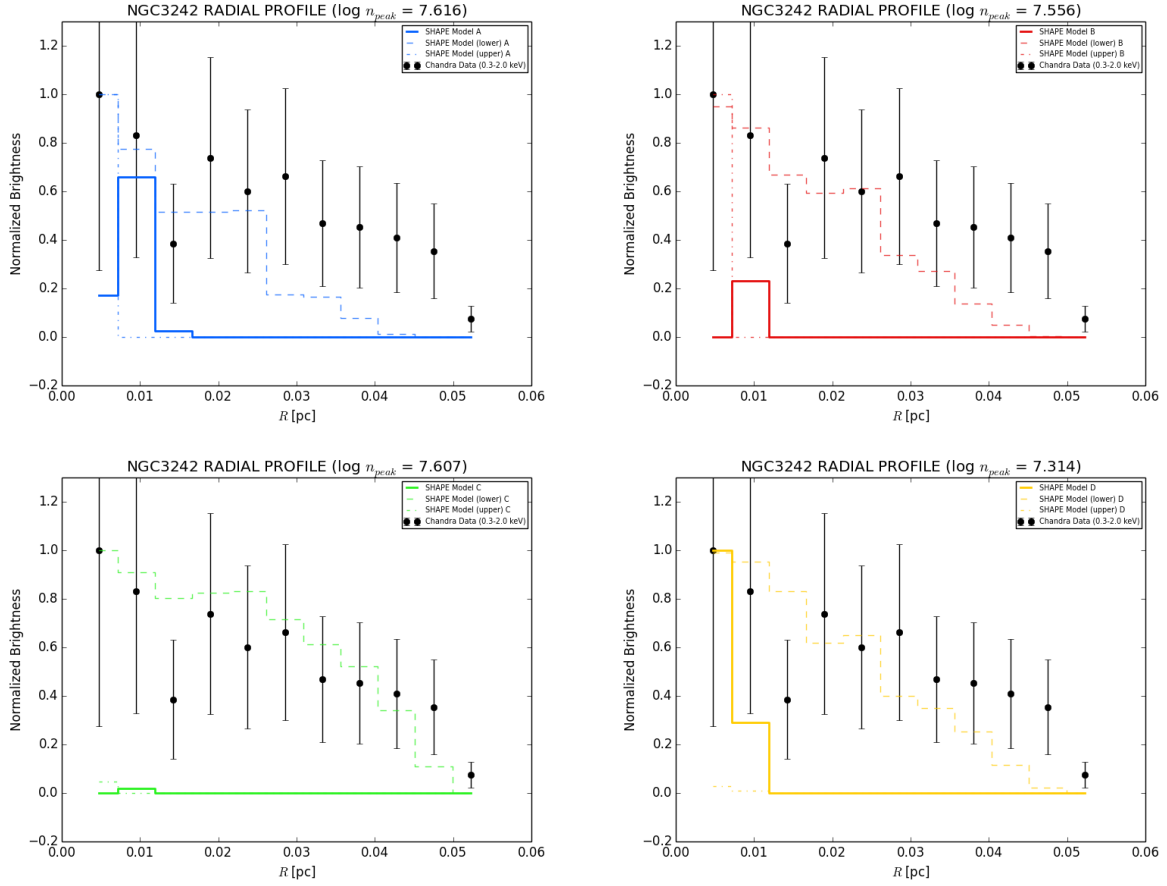 NGC3242 RADIAL PROFILE (log n_peak = 7.616)
1.2
1.0
0.8
0.6
0.4
0.2
0.0
−0.2
Normalized Brightness
SHAPE Model A
SHAPE Model (lower) A
SHAPE Model (upper) A
Chandra Data (0.3-2.0 keV)
0.00 0.01 0.02 0.03 0.04 0.05 0.06
R [pc]
NGC3242 RADIAL PROFILE (log n_peak = 7.556)
1.2
1.0
0.8
0.6
0.4
0.2
0.0
−0.2
Normalized Brightness
SHAPE Model B
SHAPE Model (lower) B
SHAPE Model (upper) B
Chandra Data (0.3-2.0 keV)
0.00 0.01 0.02 0.03 0.04 0.05 0.06
R [pc]
NGC3242 RADIAL PROFILE (log n_peak = 7.607)
1.2
1.0
0.8
0.6
0.4
0.2
0.0
−0.2
Normalized Brightness
SHAPE Model C
SHAPE Model (lower) C
SHAPE Model (upper) C
Chandra Data (0.3-2.0 keV)
0.00 0.01 0.02 0.03 0.04 0.05 0.06
R [pc]
NGC3242 RADIAL PROFILE (log n_peak = 7.314)
1.2
1.0
0.8
0.6
0.4
0.2
0.0
−0.2
Normalized Brightness
SHAPE Model D
SHAPE Model (lower) D
SHAPE Model (upper) D
Chandra Data (0.3-2.0 keV)
0.00 0.01 0.02 0.03 0.04 0.05 0.06
R [pc]